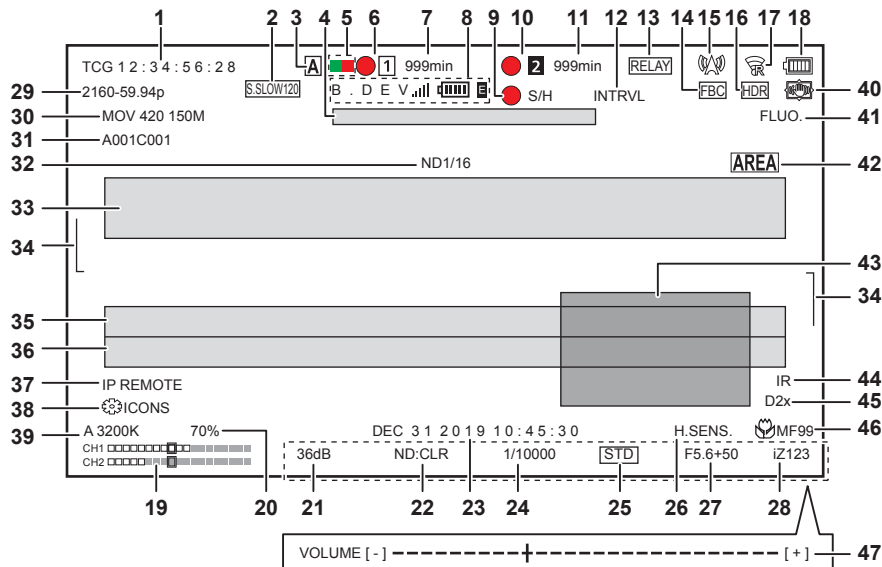 1 2 3 4 5 6 7 8 9 10 11 12 13 14 15 16 17 18
TCG 12:34:56:28 A 1 999min 2 999min RELAY
29 2160-59.94p S.SLOW120 B.DEV E S/H INTRVL FBC HDR 40
30 MOV 420 150M FLUO. 41
31 A001C001
32 ND1/16 AREA 42
33
34 43
34
35
36
37 IP REMOTE IR 44
38 ICONS D2x 45
39 A 3200K 70% DEC 31 2019 10:45:30 H.SENS. MF99 46
CH1 36dB ND:CLR 1/10000 STD F5.6+50 iZ123
CH2
19 20 21 22 23 24 25 26 27 28
VOLUME [-] [+] 47